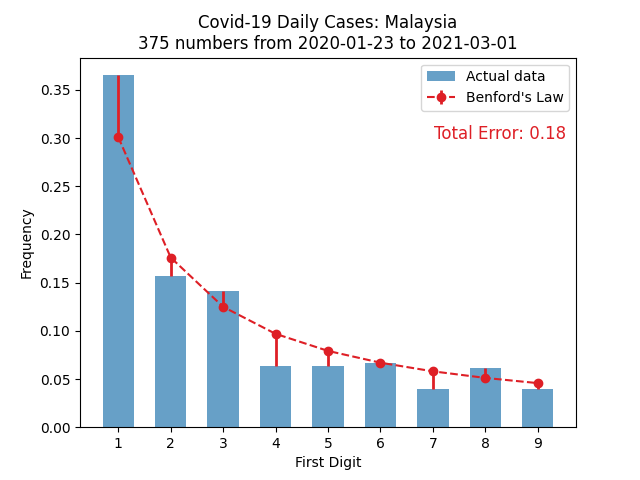 Covid-19 Daily Cases: Malaysia
375 numbers from 2020-01-23 to 2021-03-01
Actual data
Benford's Law
Total Error: 0.18
Frequency
0.35
0.30
0.25
0.20
0.15
0.10
0.05
0.00
1 2 3 4 5 6 7 8 9
First Digit